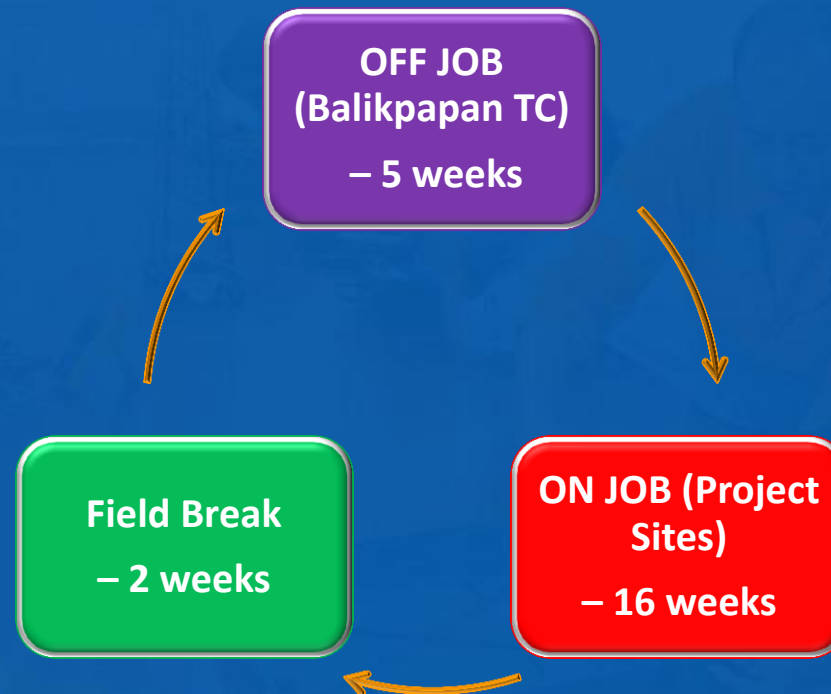 OFF JOB
(Balikpapan TC)
– 5 weeks
ON JOB (Project
Sites)
– 16 weeks
Field Break
– 2 weeks